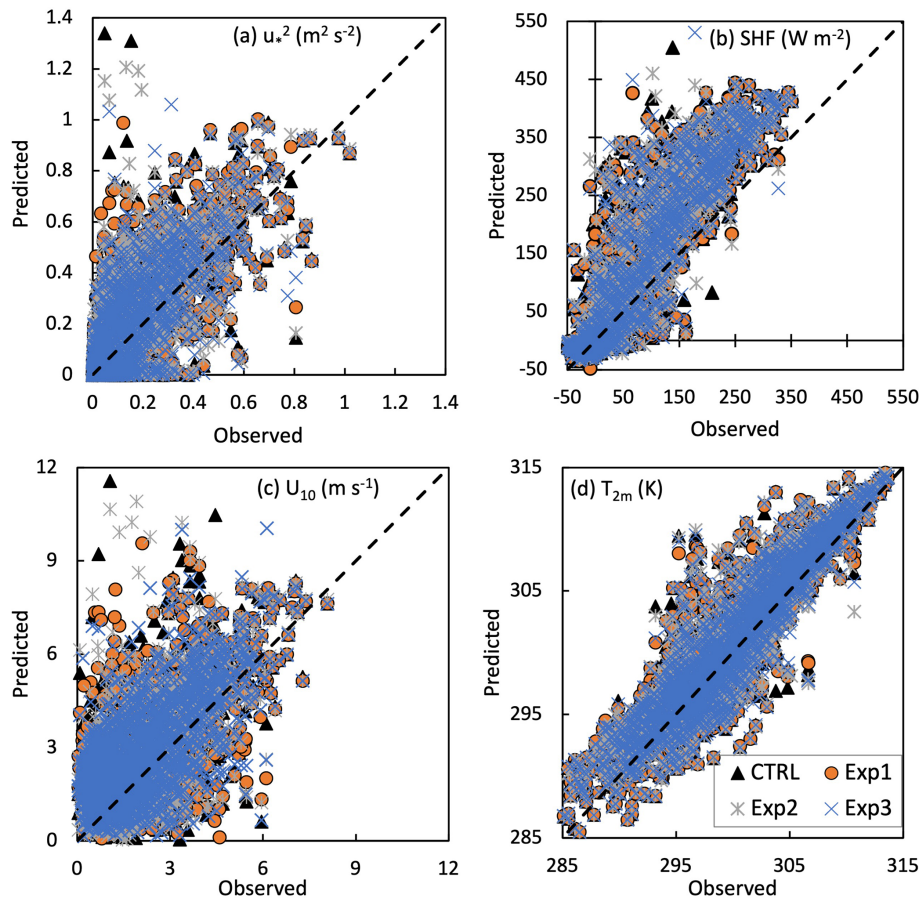 (a) u*² (m² s⁻²)
1.4
1.2
1
0.8
0.6
0.4
0.2
0
Predicted
0 0.2 0.4 0.6 0.8 1 1.2 1.4
Observed
(b) SHF (W m⁻²)
550
450
350
250
150
50
-50
Predicted
-50 50 150 250 350 450 550
Observed
(c) U₁₀ (m s⁻¹)
12
9
6
3
0
Predicted
0 3 6 9 12
Observed
(d) T₂ₘ (K)
315
305
295
285
Predicted
CTRL Exp1
Exp2 Exp3
285 295 305 315
Observed